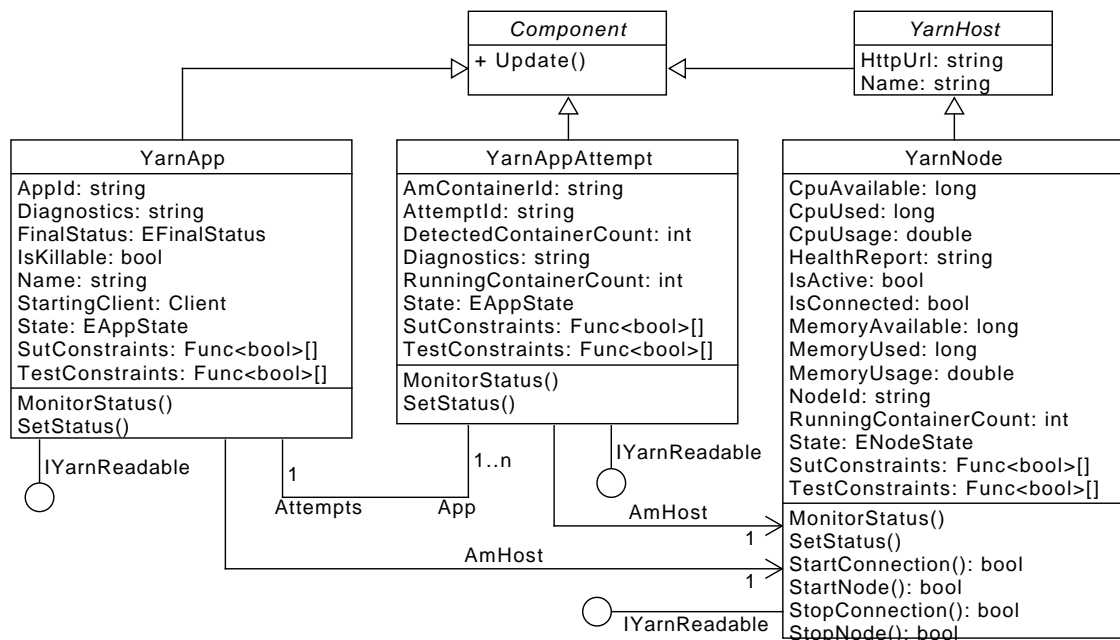 Component
+ Update()
YarnHost
HttpUrl: string
Name: string
YarnApp
AppId: string
Diagnostics: string
FinalStatus: EFinalStatus
IsKillable: bool
Name: string
StartingClient: Client
State: EAppState
SutConstraints: Func<bool>[]
TestConstraints: Func<bool>[]
MonitorStatus()
SetStatus()
YarnAppAttempt
AmContainerId: string
AttemptId: string
DetectedContainerCount: int
Diagnostics: string
RunningContainerCount: int
State: EAppState
SutConstraints: Func<bool>[]
TestConstraints: Func<bool>[]
MonitorStatus()
SetStatus()
YarnNode
CpuAvailable: long
CpuUsed: long
CpuUsage: double
HealthReport: string
IsActive: bool
IsConnected: bool
MemoryAvailable: long
MemoryUsed: long
MemoryUsage: double
NodeId: string
RunningContainerCount: int
State: ENodeState
SutConstraints: Func<bool>[]
TestConstraints: Func<bool>[]
MonitorStatus()
SetStatus()
StartConnection(): bool
StartNode(): bool
StopConnection(): bool
StopNode(): bool
IYarnReadable
1
Attempts
1..n
App
IYarnReadable
AmHost
1
AmHost
1
IYarnReadable